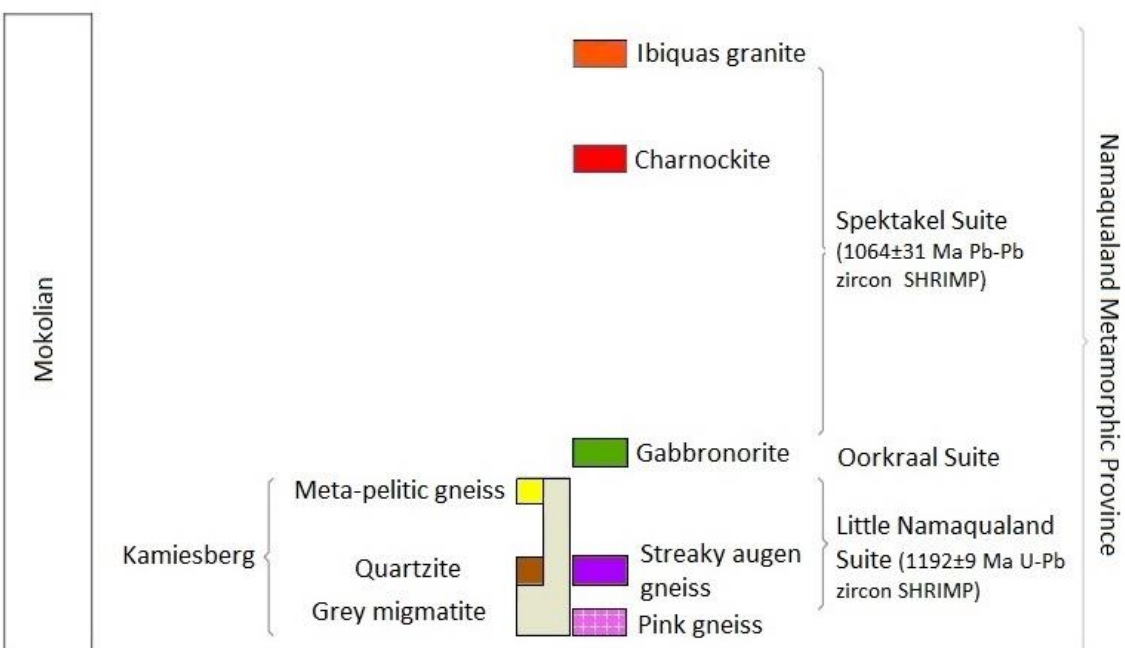 Ibiquas granite
Charnockite
Spektakel Suite
(1064±31 Ma Pb-Pb
zircon SHRIMP)
Namaqualand Metamorphic Province
Mokolian
Gabbronorite
Oorkraal Suite
Meta-pelitic gneiss
Kamiesberg
Quartzite
Grey migmatite
Streaky augen
gneiss
Pink gneiss
Little Namaqualand
Suite (1192±9 Ma U-Pb
zircon SHRIMP)